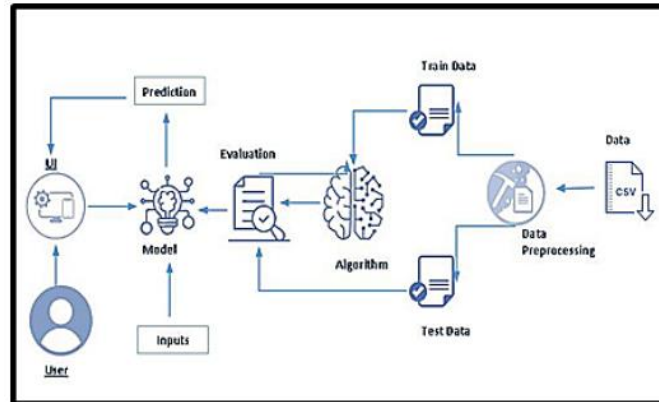 Train Data
Prediction
Data
Evaluation
UI
CSV
Data
Preprocessing
Model
Algorithm
Test Data
Inputs
User